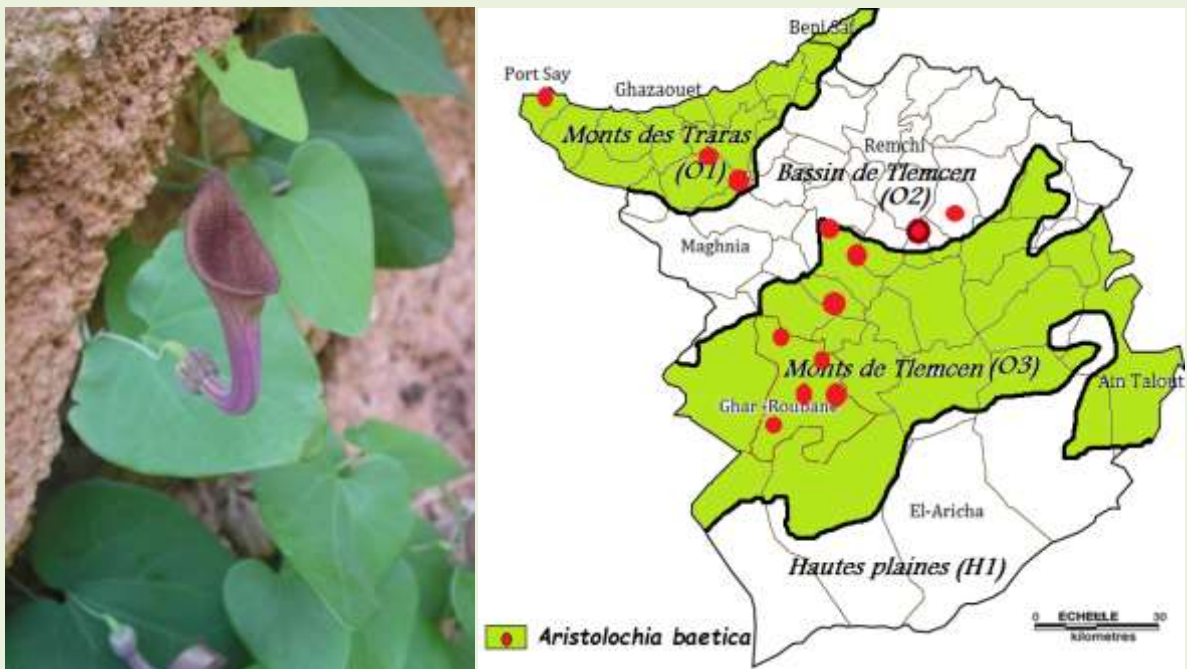 Beni Saf
Port Say
Ghazaouet
Monts des Traras
(O1)
Remchi
Bassin de Tlemcen
(O2)
Maghnia
Monts de Tlemcen (O3)
Ain Talout
Ghar -Roubane
El-Aricha
Hautes plaines (H1)
0 ECHELLE 30
kilometres
Aristolochia baetica